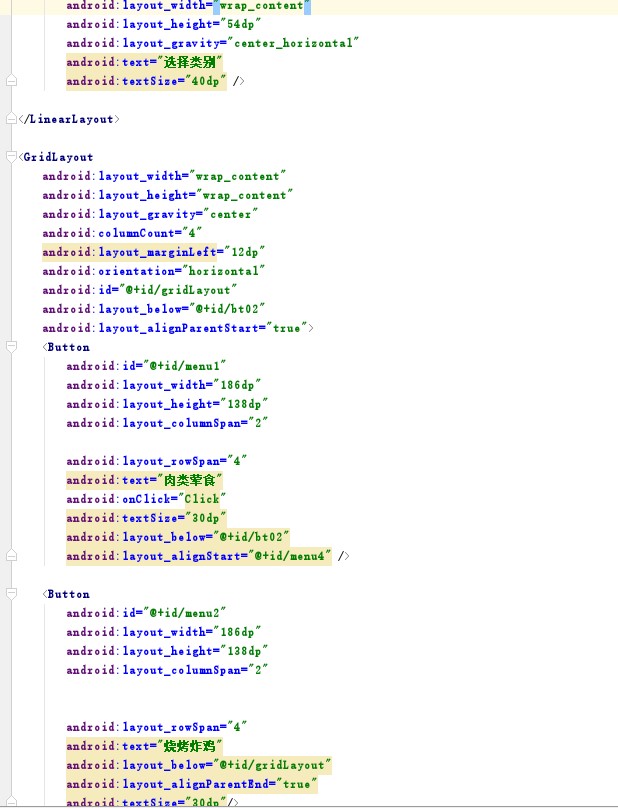 android:layout_width="wrap_content"
android:layout_height="54dp"
android:layout_gravity="center_horizontal"
android:text="选择类别"
android:textSize="40dp" />
</LinearLayout>
<GridLayout
android:layout_width="wrap_content"
android:layout_height="wrap_content"
android:layout_gravity="center"
android:columnCount="4"
android:layout_marginLeft="12dp"
android:orientation="horizontal"
android:id="@+id/gridLayout"
android:layout_below="@+id/bt02"
android:layout_alignParentStart="true">
<Button
android:id="@+id/menu1"
android:layout_width="186dp"
android:layout_height="138dp"
android:layout_columnSpan="2"
android:layout_rowSpan="4"
android:text="肉类荤食"
android:onClick="Click"
android:textSize="30dp"
android:layout_below="@+id/bt02"
android:layout_alignStart="@+id/menu4" />
<Button
android:id="@+id/menu2"
android:layout_width="186dp"
android:layout_height="138dp"
android:layout_columnSpan="2"
android:layout_rowSpan="4"
android:text="烧烤炸鸡"
android:layout_below="@+id/gridLayout"
android:layout_alignParentEnd="true"
android:textSize="30dp"/>